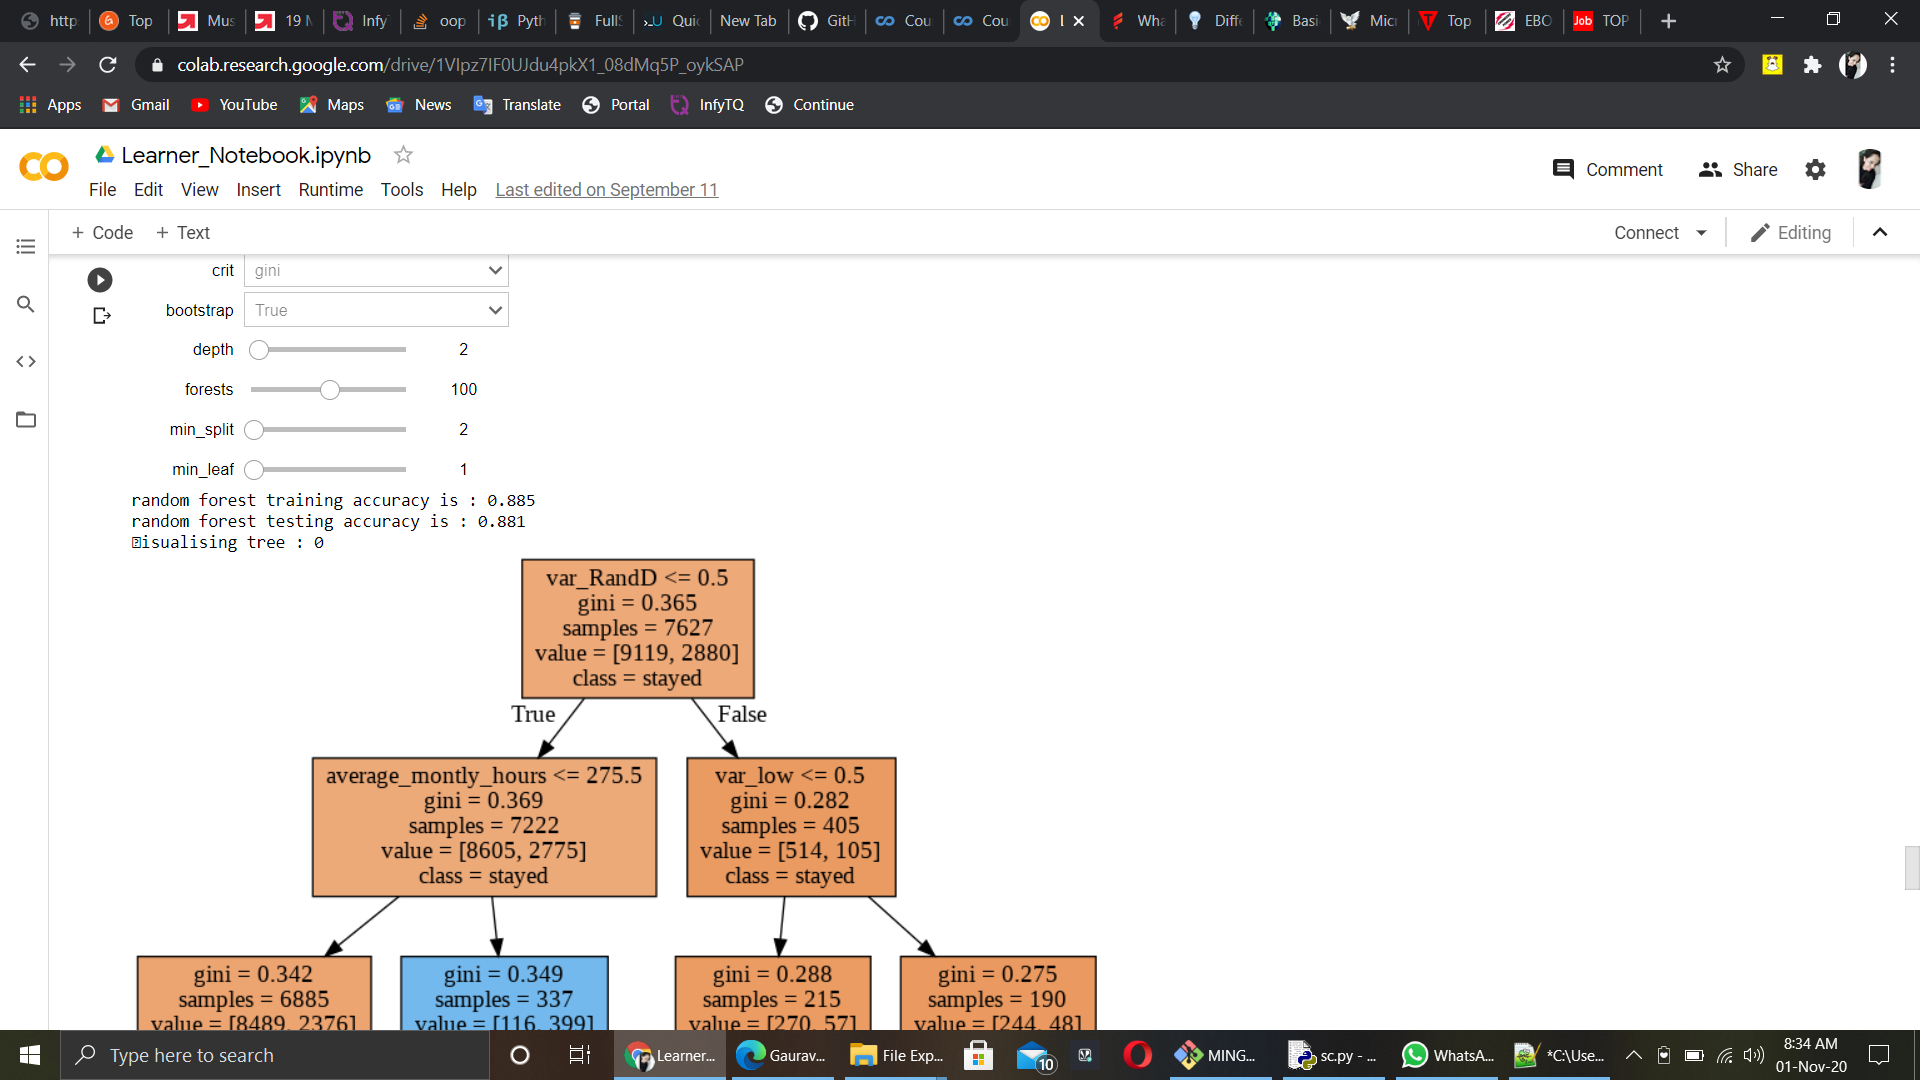 http
Top
Mus
19 M
Infy
oop
Pyth
Full
Quic
New Tab
GitH
Cou
Cou
Wha
Diff
Basi
Micr
Top
EBO
Job
TOP
colab.research.google.com/drive/1VIpz7IF0UJdu4pkX1_08dMq5P_oykSAP
Apps
Gmail
YouTube
Maps
News
Translate
Portal
InfyTQ
Continue
Learner_Notebook.ipynb
Comment
Share
File Edit View Insert Runtime Tools Help Last edited on September 11
+ Code + Text
Connect
Editing
crit gini
bootstrap True
depth 2
forests 100
min_split 2
min_leaf 1
random forest training accuracy is : 0.885
random forest testing accuracy is : 0.881
isualising tree : 0
var_RandD <= 0.5
gini = 0.365
samples = 7627
value = [9119, 2880]
class = stayed
True
False
average_montly_hours <= 275.5
gini = 0.369
samples = 7222
value = [8605, 2775]
class = stayed
var_low <= 0.5
gini = 0.282
samples = 405
value = [514, 105]
class = stayed
gini = 0.342
samples = 6885
value = [8489, 2376]
gini = 0.349
samples = 337
value = [116, 399]
gini = 0.288
samples = 215
value = [270, 57]
gini = 0.275
samples = 190
value = [244, 48]
Type here to search
Learner...
Gaurav...
File Exp...
10
MING...
sc.py - ...
WhatsA...
*C:\Use...
8:34 AM
01-Nov-20